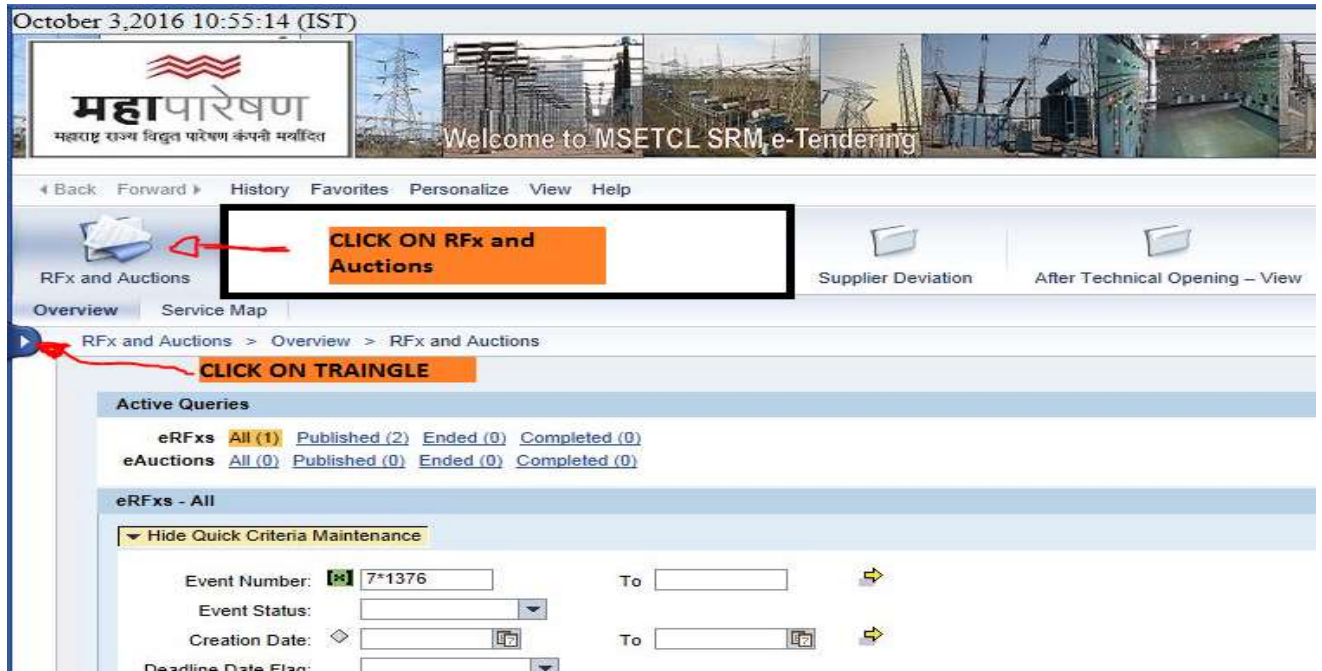 October 3,2016 10:55:14 (IST)
महापारेषण
महाराष्ट्र राज्य विद्युत पारेषण कंपनी मर्यादित
Welcome to MSETCL SRM e-Tendering
Back Forward History Favorites Personalize View Help
CLICK ON RFx and
Auctions
RFx and Auctions Supplier Deviation After Technical Opening – View
Overview Service Map
RFx and Auctions > Overview > RFx and Auctions
CLICK ON TRAINGLE
Active Queries
eRFxs All (1) Published (2) Ended (0) Completed (0)
eAuctions All (0) Published (0) Ended (0) Completed (0)
eRFxs - All
Hide Quick Criteria Maintenance
Event Number: 7*1376 To
Event Status:
Creation Date: To
Deadline Date Flag: